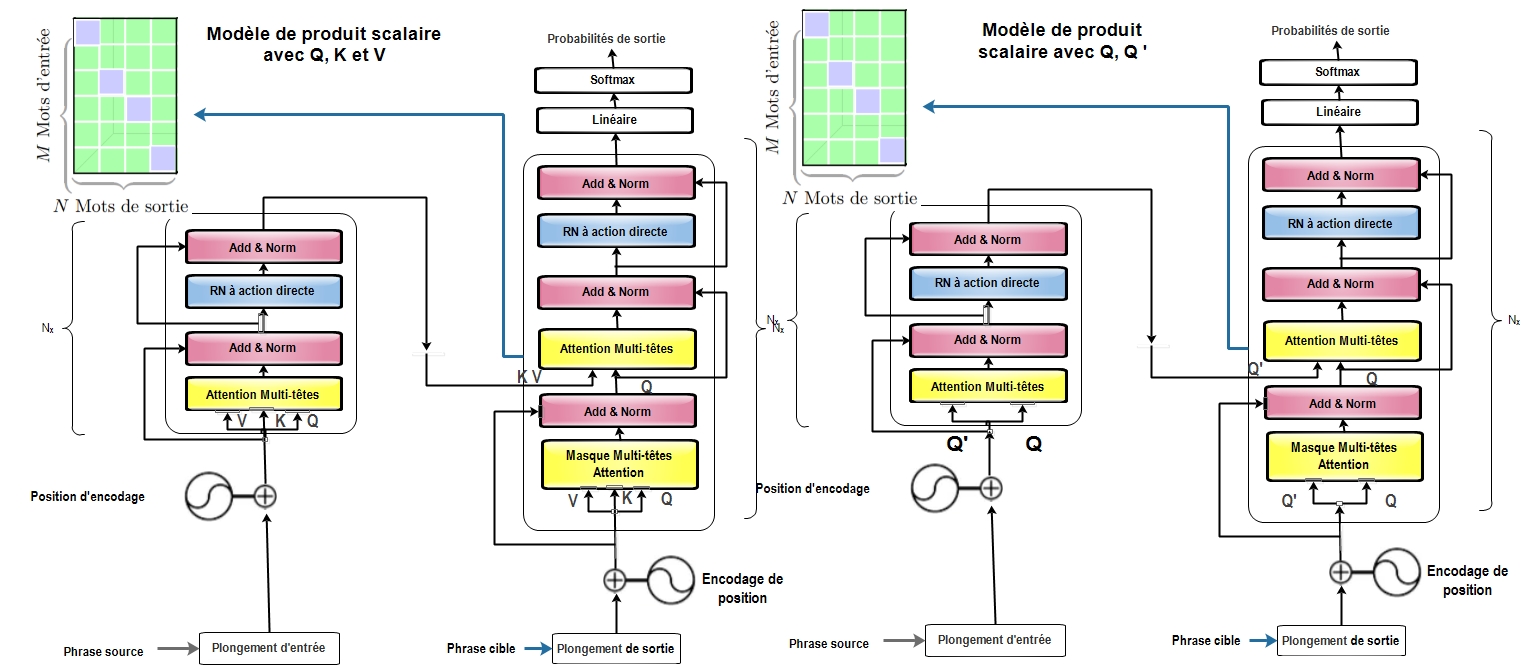 Modèle de produit scalaire
avec Q, K et V
M Mots d'entrée
N Mots de sortie
Probabilités de sortie
Softmax
Linéaire
Add & Norm
RN à action directe
Add & Norm
Attention Multi-têtes
K V
Q
Add & Norm
Masque Multi-têtes
Attention
V K Q
Nx
Add & Norm
RN à action directe
Add & Norm
Attention Multi-têtes
V K Q
Nx
Position d'encodage
Encodage de
position
Phrase source
Plongement d'entrée
Phrase cible
Plongement de sortie
Modèle de produit
scalaire avec Q, Q '
M Mots d'entrée
N Mots de sortie
Probabilités de sortie
Softmax
Linéaire
Add & Norm
RN à action directe
Add & Norm
Attention Multi-têtes
Q'
Q
Add & Norm
Masque Multi-têtes
Attention
Q' Q
Nx
Add & Norm
RN à action directe
Add & Norm
Attention Multi-têtes
Q' Q
Nx
Position d'encodage
Encodage de
position
Phrase source
Plongement d'entrée
Phrase cible
Plongement de sortie